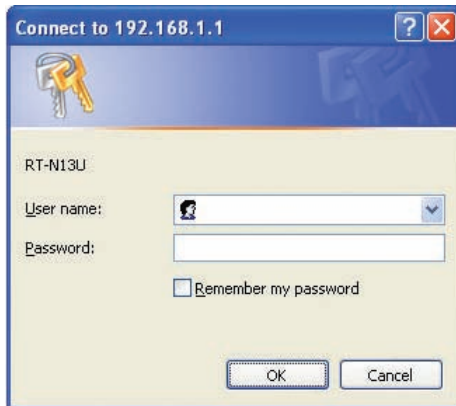 Connect to 192.168.1.1
RT-N13U
User name:
Password:
Remember my password
OK
Cancel